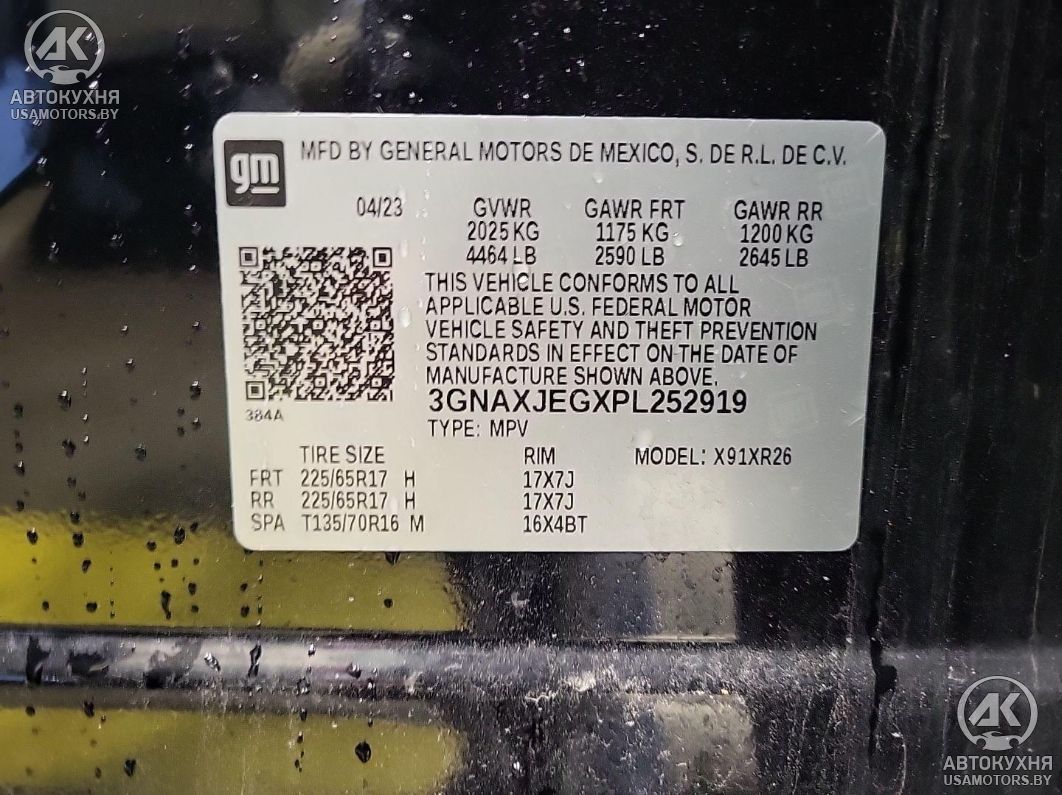 AK
АВТОКУХНЯ
USAMOTORS.BY
gm
MFD BY GENERAL MOTORS DE MEXICO, S. DE R.L. DE C.V.
04/23 GVWR GAWR FRT GAWR RR
2025 KG 1175 KG 1200 KG
4464 LB 2590 LB 2645 LB
THIS VEHICLE CONFORMS TO ALL
APPLICABLE U.S. FEDERAL MOTOR
VEHICLE SAFETY AND THEFT PREVENTION
STANDARDS IN EFFECT ON THE DATE OF
MANUFACTURE SHOWN ABOVE.
3GNAXJEGXPL252919
384A
TYPE: MPV
TIRE SIZE RIM MODEL: X91XR26
FRT 225/65R17 H 17X7J
RR 225/65R17 H 17X7J
SPA T135/70R16 M 16X4BT
AK
АВТОКУХНЯ
USAMOTORS.BY